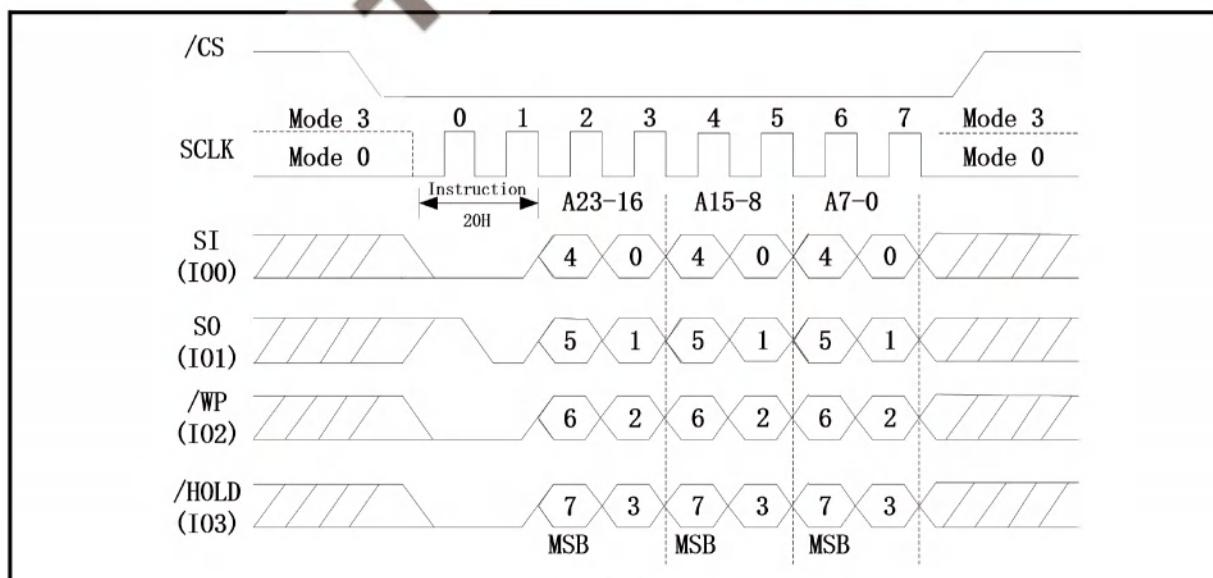 /CS
Mode 3 0 1 2 3 4 5 6 7 Mode 3
SCLK
Mode 0 Mode 0
Instruction
20H
A23-16 A15-8 A7-0
SI
(IO0)
4 0 4 0 4 0
SO
(IO1)
5 1 5 1 5 1
/WP
(IO2)
6 2 6 2 6 2
/HOLD
(IO3)
7 3 7 3 7 3
MSB MSB MSB